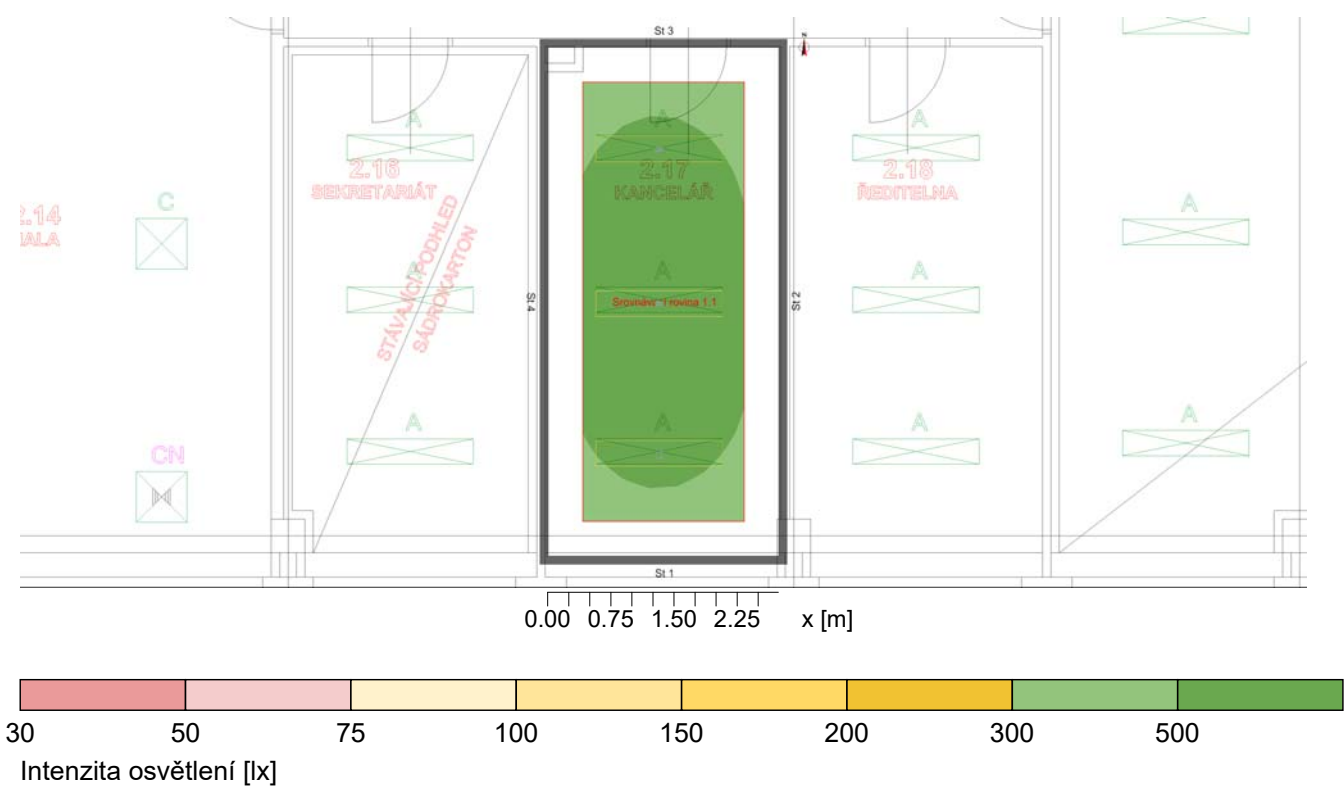 St 3
z
A
A
A
A
2.16
SEKRETARIÁT
2.17
KANCELÁŘ
2.18
ŘEDITELNA
C
STÁVAJÍCÍ PODHLED
SÁDROKARTON
A
A
A
St 4
St 2
A
A
A
CN
A
St 1
0.00 0.75 1.50 2.25 x [m]
30 50 75 100 150 200 300 500
Intenzita osvětlení [lx]